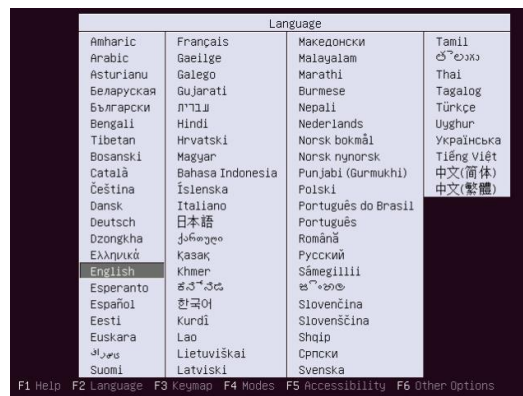 Language
Amharic
Arabic
Asturianu
Беларуская
Български
Bengali
Tibetan
Bosanski
Català
Čeština
Dansk
Deutsch
Dzongkha
Ελληνικά
English
Esperanto
Español
Eesti
Euskara
Suomi
Français
Gaeilge
Galego
Gujarati
עברית
Hindi
Hrvatski
Magyar
Bahasa Indonesia
Íslenska
Italiano
日本語
ქართული
Қазақ
Khmer
ಕನ್ನಡ
한국어
Kurdî
Lao
Lietuviškai
Latviski
Македонски
Malayalam
Marathi
Burmese
Nepali
Nederlands
Norsk bokmål
Norsk nynorsk
Punjabi (Gurmukhi)
Polski
Português do Brasil
Português
Română
Русский
Sámegillii
සිංහල
Slovenčina
Slovenščina
Shqip
Српски
Svenska
Tamil
తెలుగు
Thai
Tagalog
Türkçe
Uyghur
Українська
Tiếng Việt
中文(简体)
中文(繁體)
F1 Help F2 Language F3 Keymap F4 Modes F5 Accessibility F6 Other Options